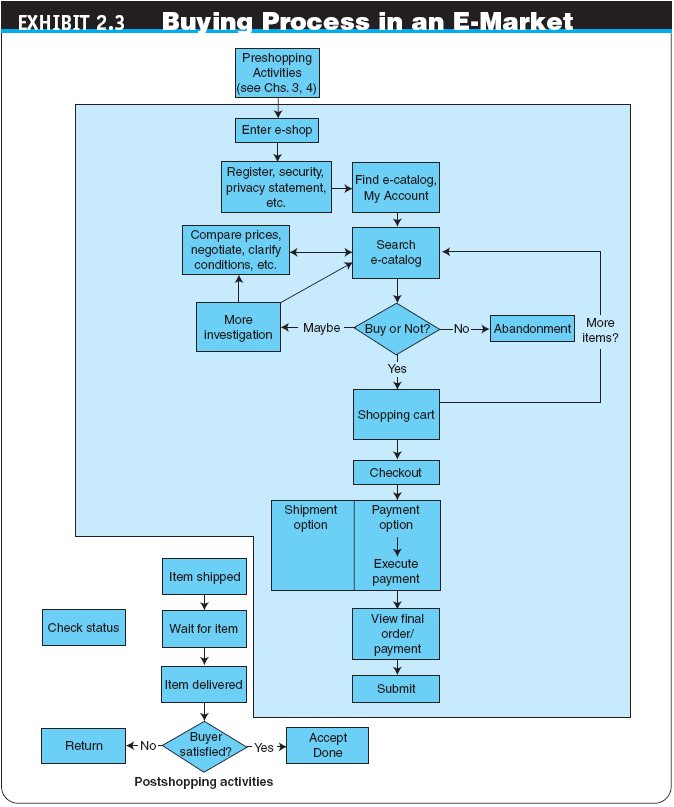 EXHIBIT 2.3 Buying Process in an E-Market
Preshopping
Activities
(see Chs. 3, 4)
Enter e-shop
Register, security,
privacy statement,
etc.
Find e-catalog,
My Account
Compare prices,
negotiate, clarify
conditions, etc.
Search
e-catalog
More
investigation
Maybe
Buy or Not?
No
Abandonment
More
items?
Yes
Shopping cart
Checkout
Shipment
option
Payment
option
Execute
payment
View final
order/
payment
Submit
Item shipped
Check status
Wait for item
Item delivered
Buyer
satisfied?
No
Return
Yes
Accept
Done
Postshopping activities